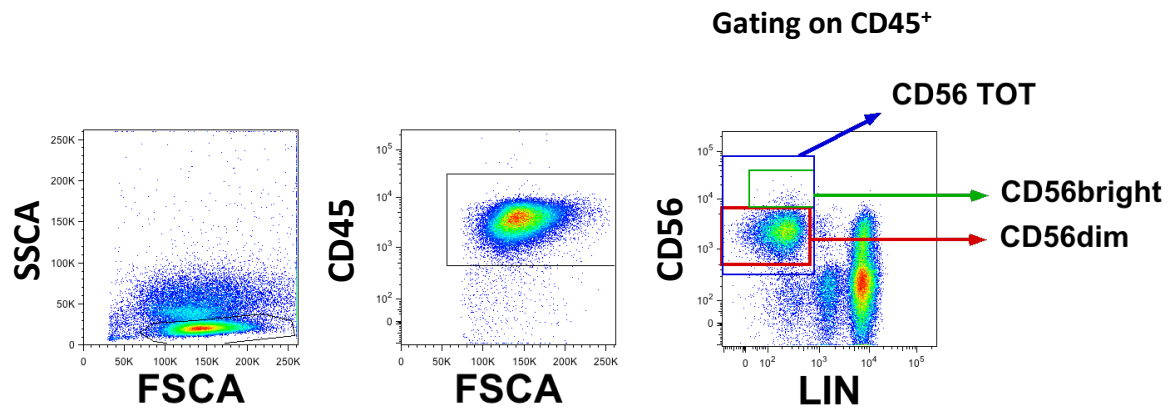 Gating on CD45⁺
CD56 TOT
CD56bright
CD56dim
SSCA
250K
200K
150K
100K
50K
0
0 50K 100K 150K 200K 250K
FSCA
CD45
10⁵
10⁴
10³
10²
0
0 50K 100K 150K 200K 250K
FSCA
CD56
10⁵
10⁴
10³
10²
0
0 10² 10³ 10⁴ 10⁵
LIN